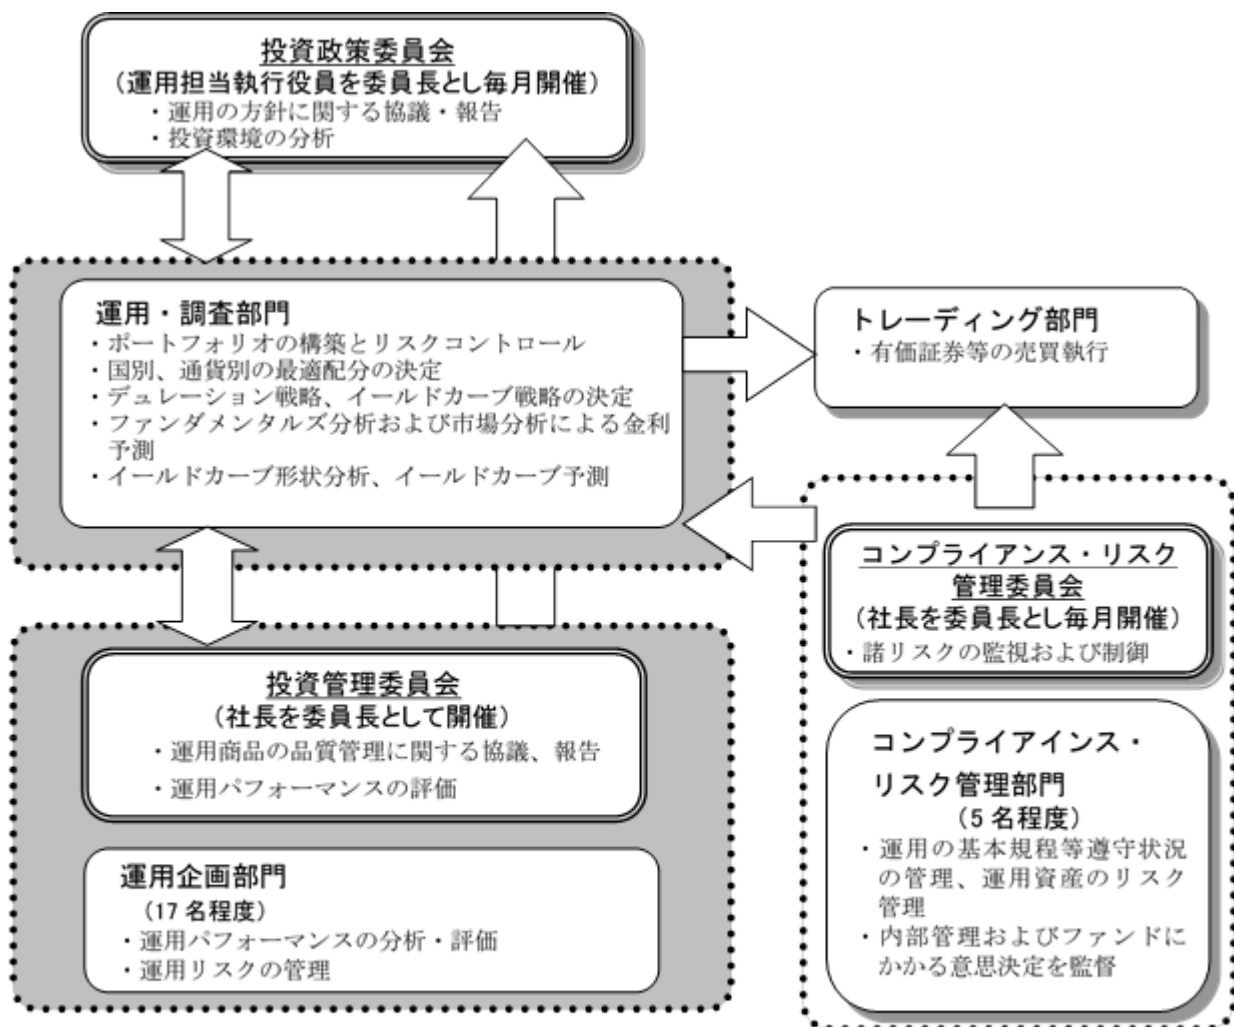 投資政策委員会
(運用担当執行役員を委員長とし毎月開催)
・運用の方針に関する協議・報告
・投資環境の分析
運用・調査部門
・ポートフォリオの構築とリスクコントロール
・国別、通貨別の最適配分の決定
・デュレーション戦略、イールドカーブ戦略の決定
・ファンダメンタルズ分析および市場分析による金利
予測
・イールドカーブ形状分析、イールドカーブ予測
トレーディング部門
・有価証券等の売買執行
投資管理委員会
(社長を委員長として開催)
・運用商品の品質管理に関する協議、報告
・運用パフォーマンスの評価
運用企画部門
(17名程度)
・運用パフォーマンスの分析・評価
・運用リスクの管理
コンプライアンス・リスク
管理委員会
(社長を委員長とし毎月開催)
・諸リスクの監視および制御
コンプライアインス・
リスク管理部門
(5名程度)
・運用の基本規程等遵守状況
の管理、運用資産のリスク
管理
・内部管理およびファンドに
かかる意思決定を監督